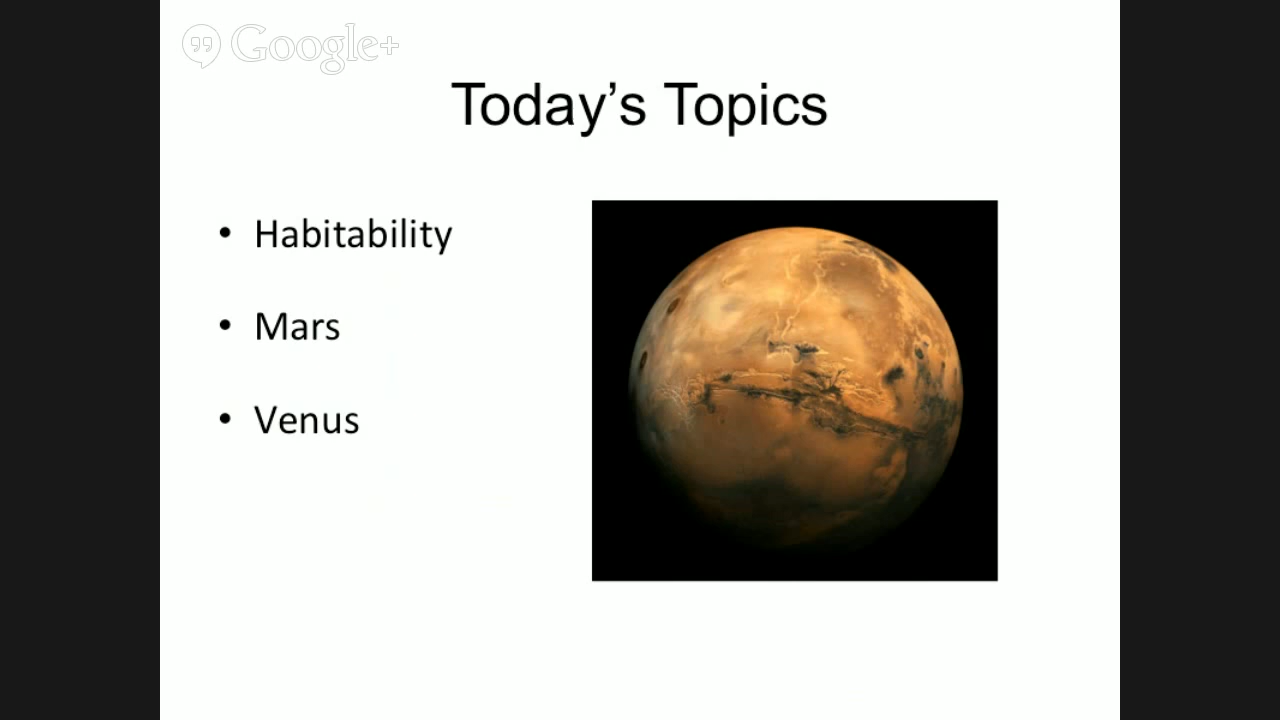 Google+
Today’s Topics
• Habitability
• Mars
• Venus